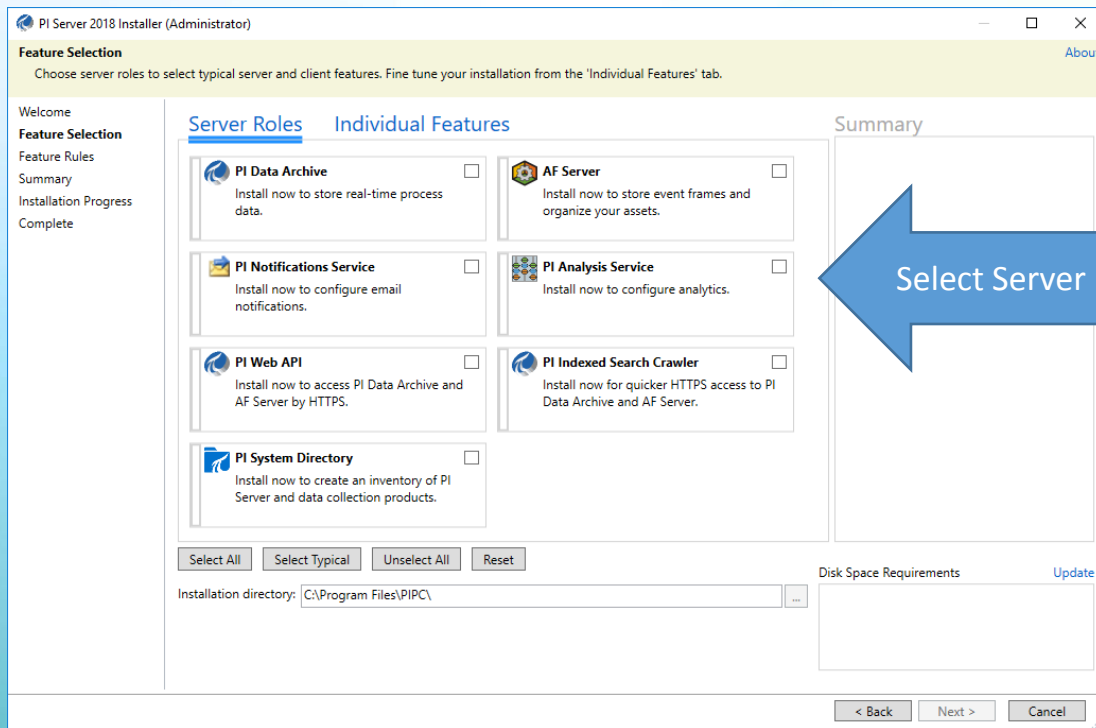 PI Server 2018 Installer (Administrator)
Feature Selection
Choose server roles to select typical server and client features. Fine tune your installation from the 'Individual Features' tab.
Abou
Welcome
Feature Selection
Feature Rules
Summary
Installation Progress
Complete
Server Roles
Individual Features
Summary
PI Data Archive
Install now to store real-time process
data.
AF Server
Install now to store event frames and
organize your assets.
PI Notifications Service
Install now to configure email
notifications.
PI Analysis Service
Install now to configure analytics.
Select Server
PI Web API
Install now to access PI Data Archive and
AF Server by HTTPS.
PI Indexed Search Crawler
Install now for quicker HTTPS access to PI
Data Archive and AF Server.
PI System Directory
Install now to create an inventory of PI
Server and data collection products.
Select All
Select Typical
Unselect All
Reset
Installation directory:
C:\Program Files\PIPC\
...
Disk Space Requirements
Update
< Back
Next >
Cancel